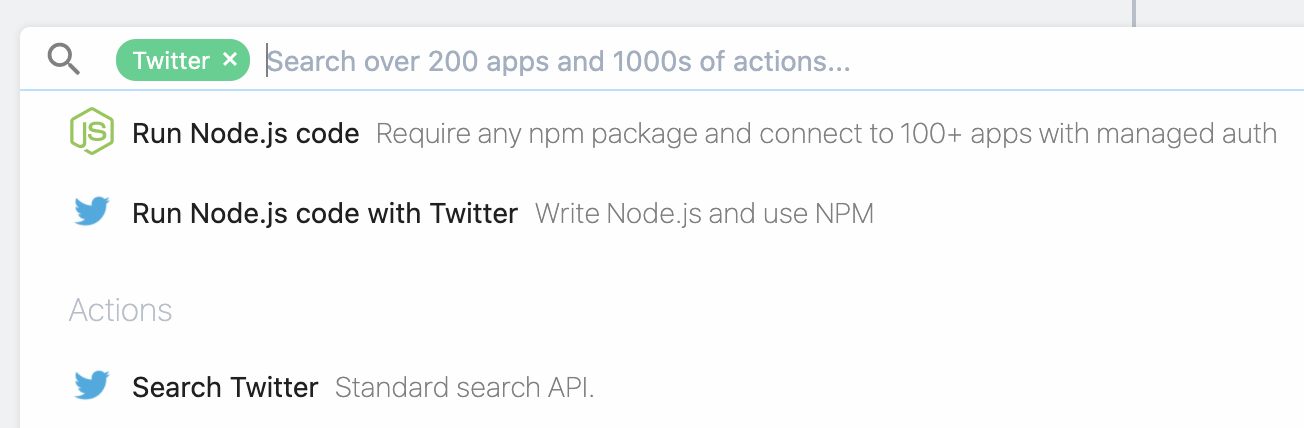 Twitter × Search over 200 apps and 1000s of actions...
JS Run Node.js code Require any npm package and connect to 100+ apps with managed auth
Run Node.js code with Twitter Write Node.js and use NPM
Actions
Search Twitter Standard search API.